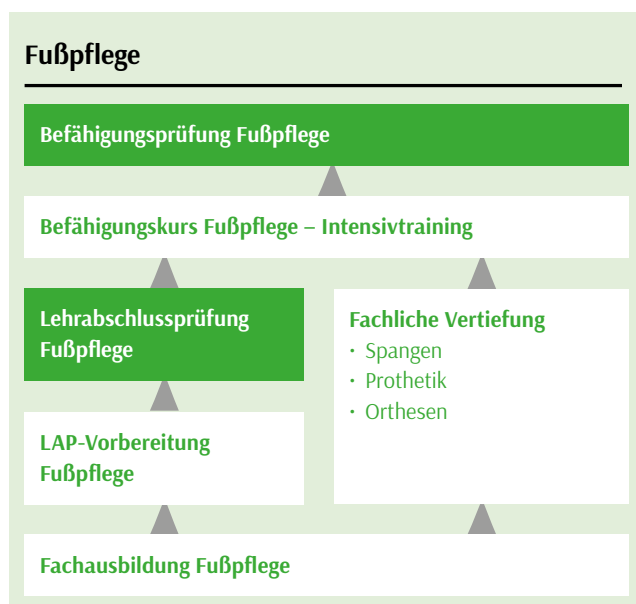 Fußpflege
Befähigungsprüfung Fußpflege
Befähigungskurs Fußpflege – Intensivtraining
Lehrabschlussprüfung
Fußpflege
Fachliche Vertiefung
• Spangen
• Prothetik
• Orthesen
LAP-Vorbereitung
Fußpflege
Fachausbildung Fußpflege